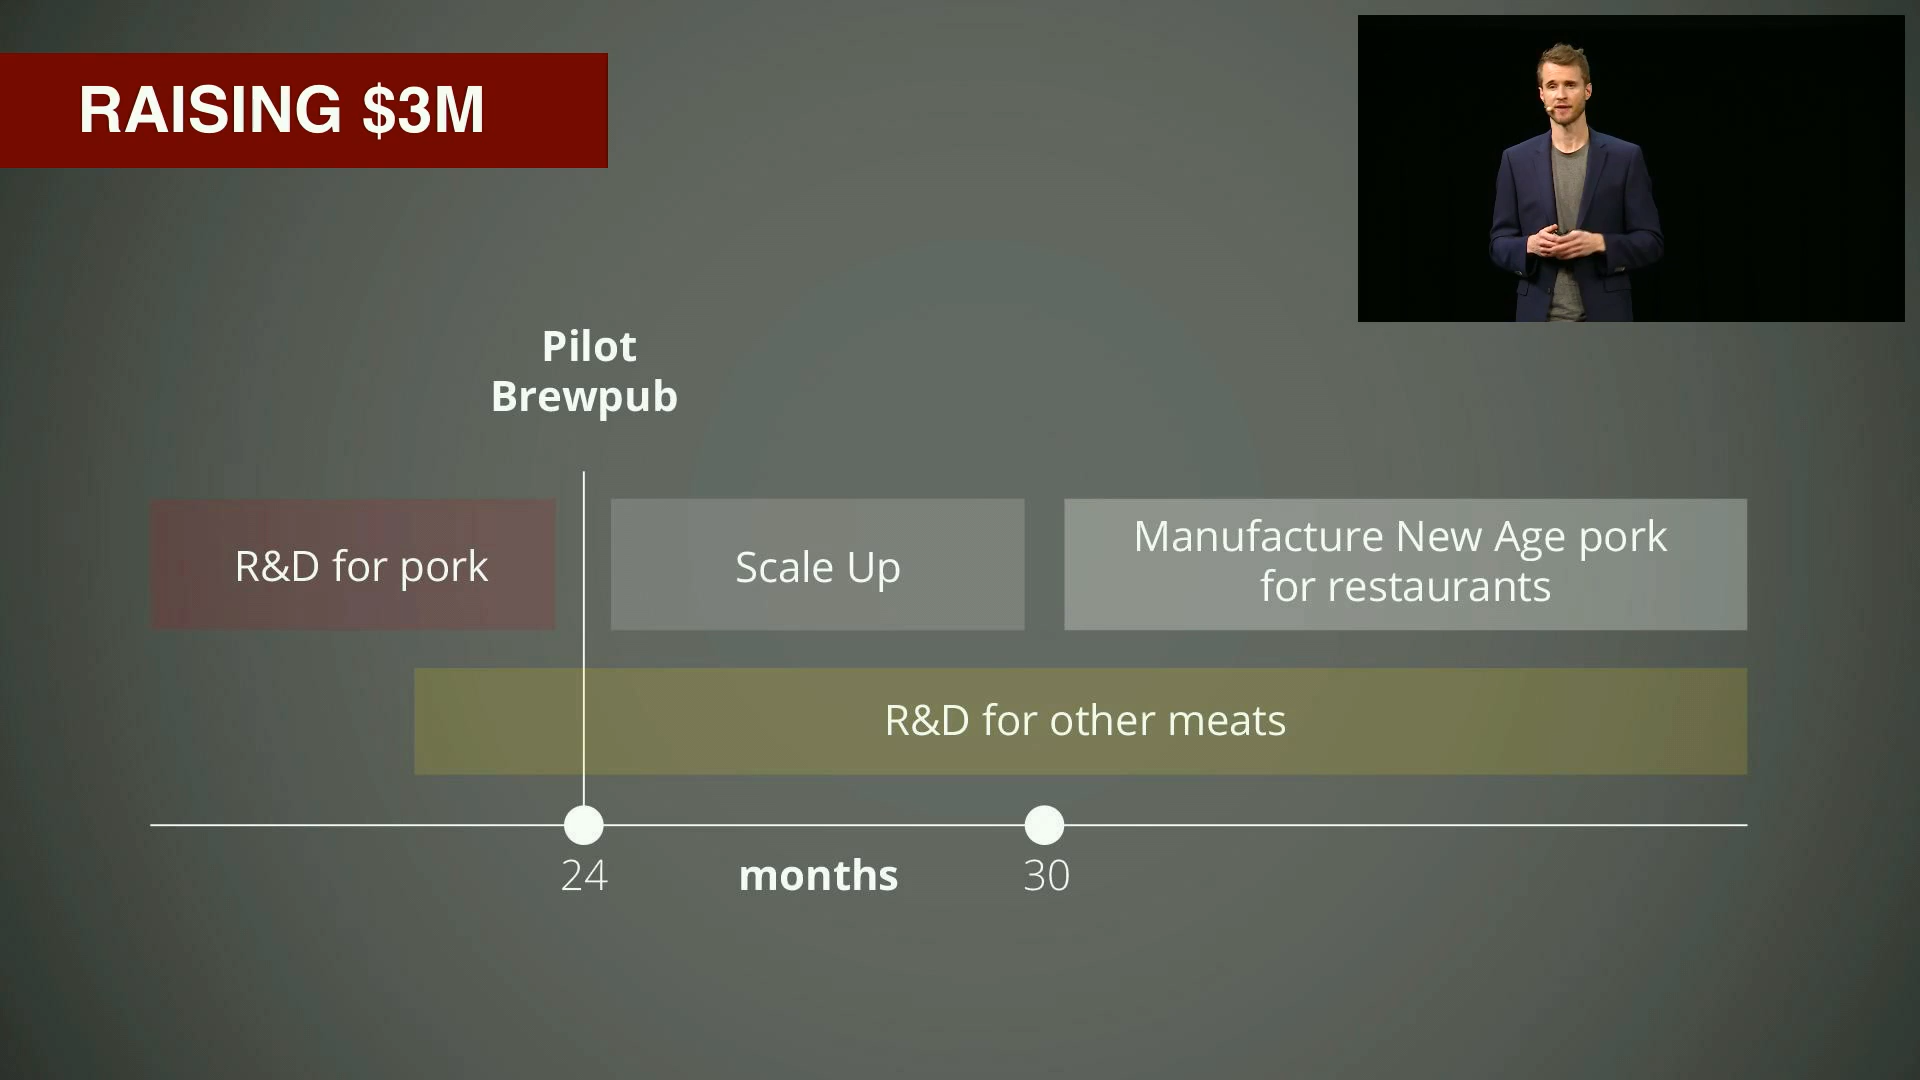 RAISING $3M
Pilot
Brewpub
R&D for pork
Scale Up
Manufacture New Age pork
for restaurants
R&D for other meats
24
months
30